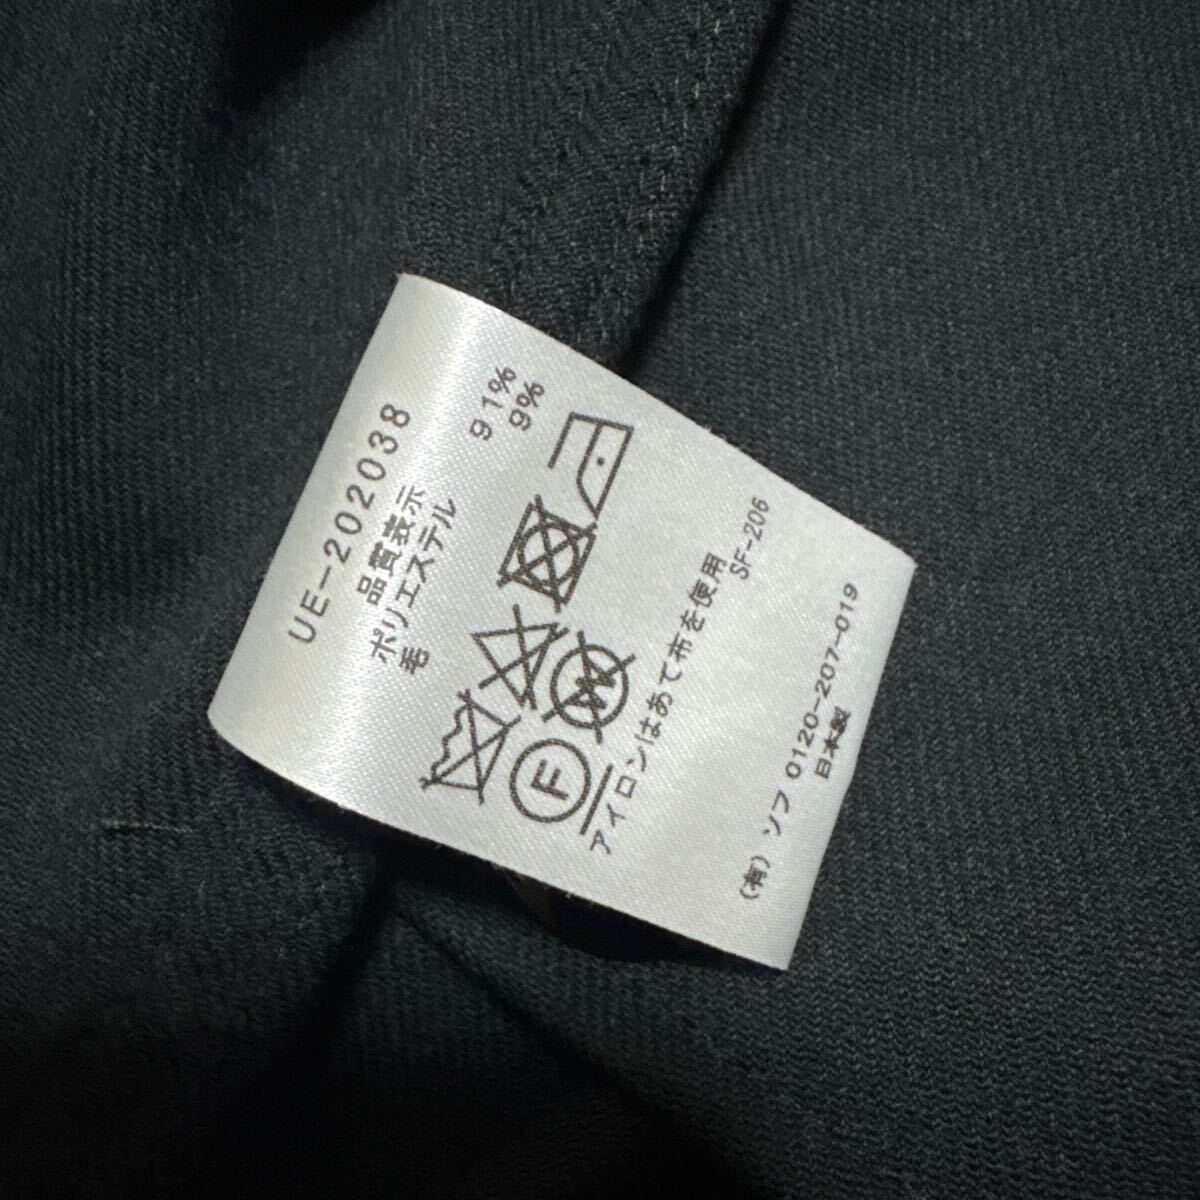 UE-202038
品質表示
ポリエステル 91%
毛 9%
F
W
アイロンはあて布を使用
SF-206
(有) ソフ 0120-207-019
日本製